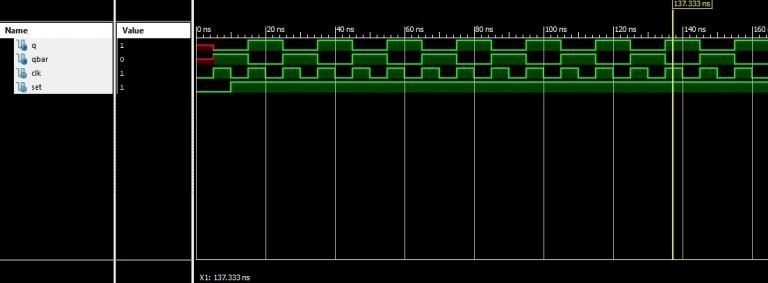 137.333 ns
Name Value
0 ns 20 ns 40 ns 60 ns 80 ns 100 ns 120 ns 140 ns 160 ns
q 1
qbar 0
clk 1
set 1
X1: 137.333 ns